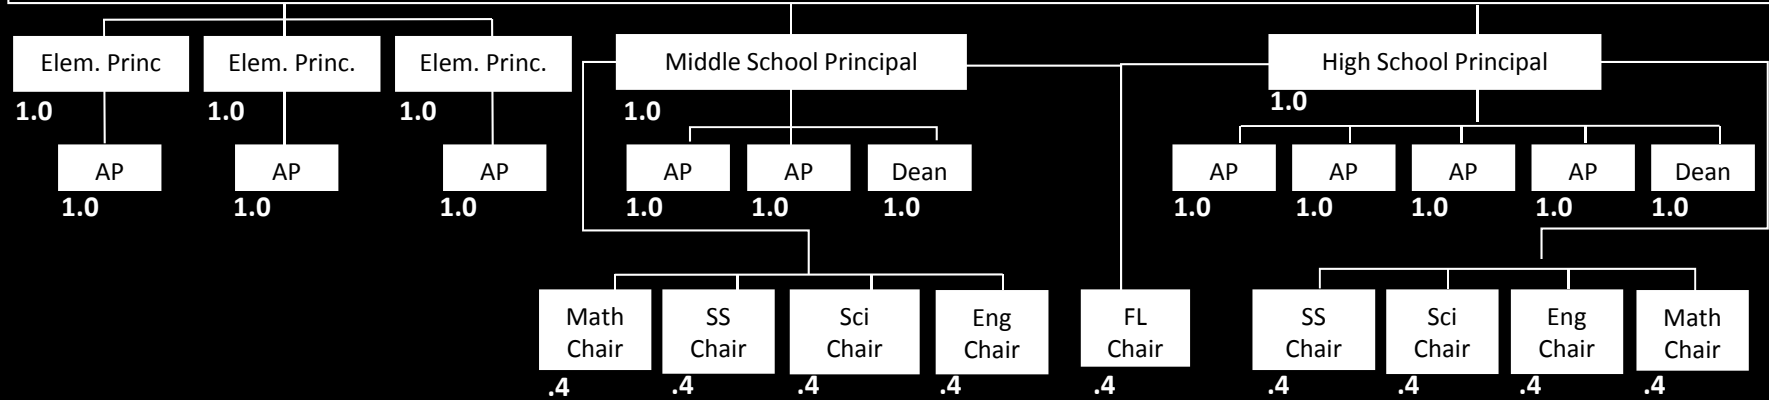 Elem. Princ
Elem. Princ.
Elem. Princ.
Middle School Principal
High School Principal
1.0
1.0
1.0
1.0
1.0
AP
AP
AP
AP
AP
Dean
AP
AP
AP
AP
Dean
1.0
1.0
1.0
1.0
1.0
1.0
1.0
1.0
1.0
1.0
1.0
Math
Chair
SS
Chair
Sci
Chair
Eng
Chair
FL
Chair
SS
Chair
Sci
Chair
Eng
Chair
Math
Chair
.4
.4
.4
.4
.4
.4
.4
.4
.4